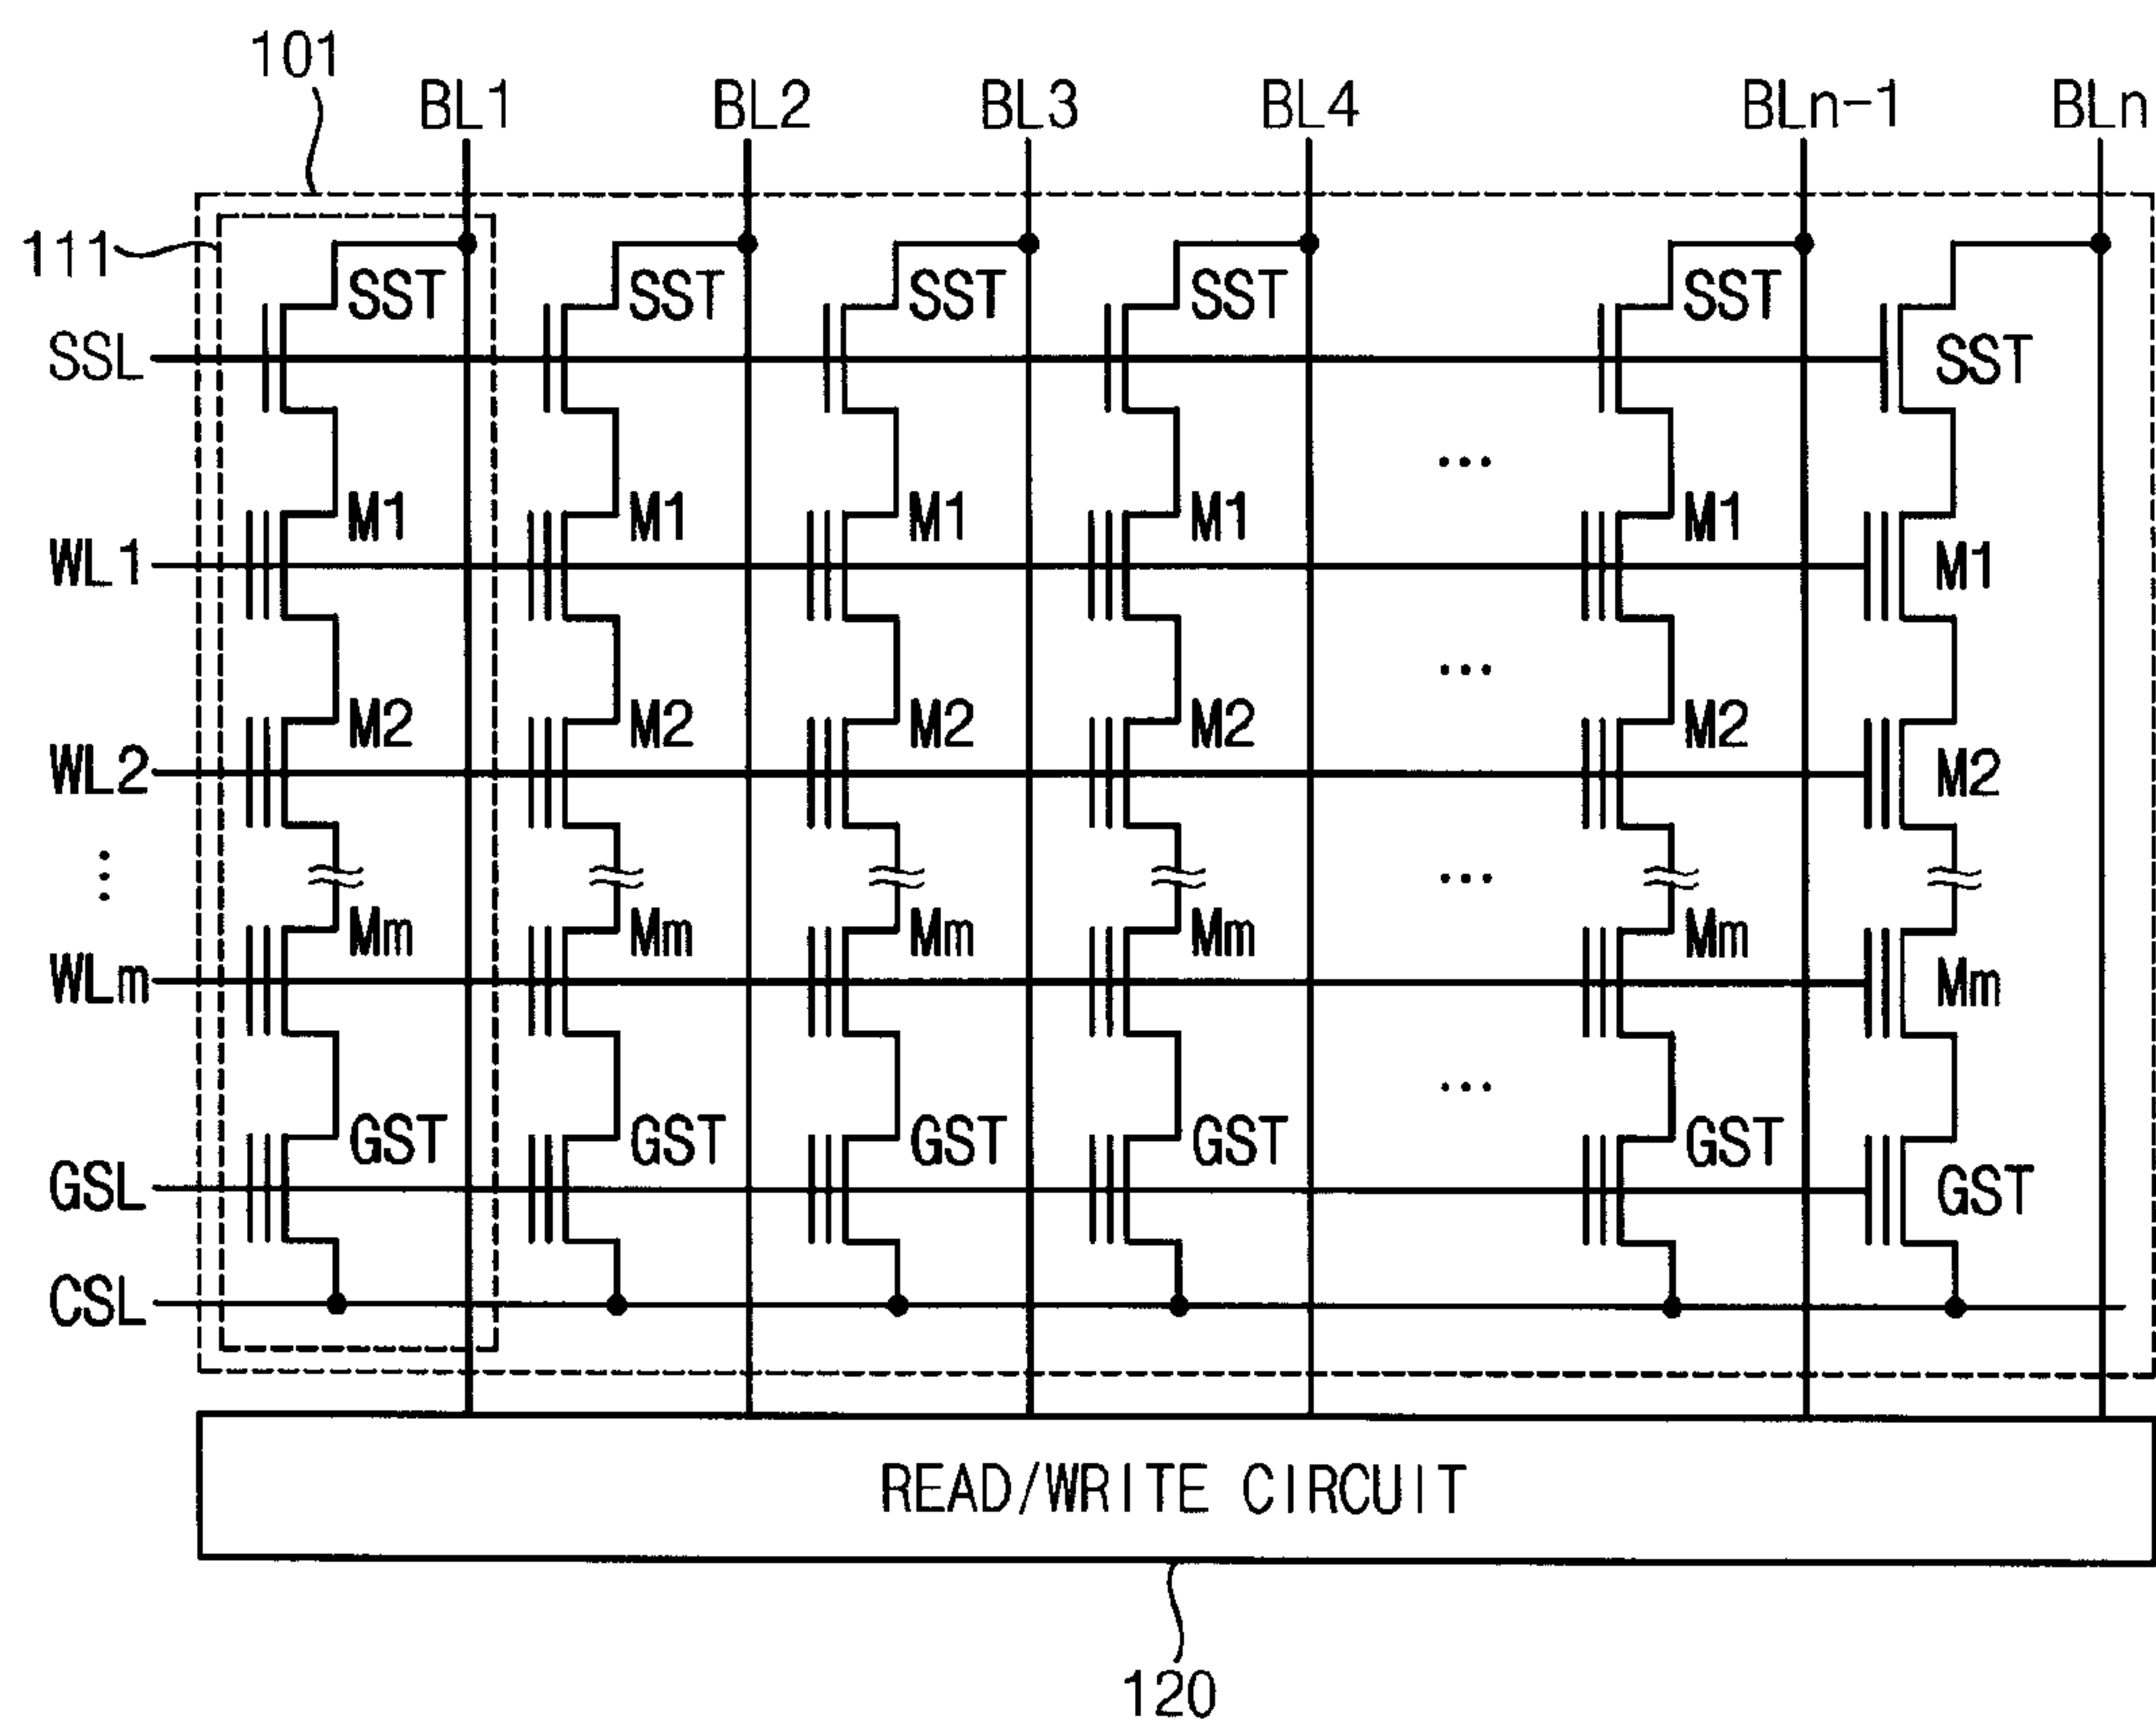 101
BL1 BL2 BL3 BL4 BLn-1 BLn
111
SST SST SST SST SST
SSL SST
...
M1 M1 M1 M1 M1
WL1 M1
...
M2 M2 M2 M2 M2
WL2 M2
⋮ ...
Mm Mm Mm Mm Mm
WLm Mm
...
GST GST GST GST GST
GSL GST
CSL
READ/WRITE CIRCUIT
120